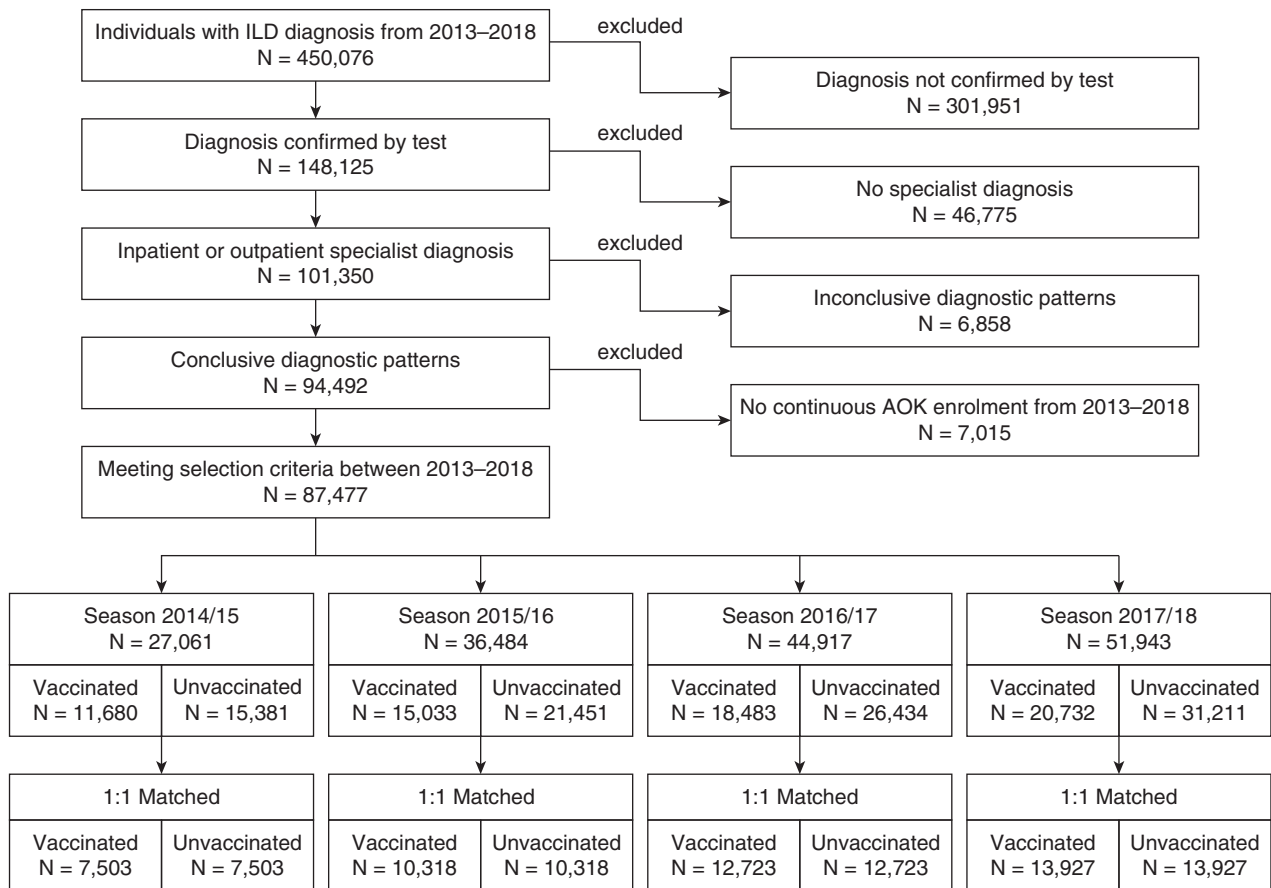 Individuals with ILD diagnosis from 2013–2018
N = 450,076
excluded
Diagnosis not confirmed by test
N = 301,951
Diagnosis confirmed by test
N = 148,125
excluded
No specialist diagnosis
N = 46,775
Inpatient or outpatient specialist diagnosis
N = 101,350
excluded
Inconclusive diagnostic patterns
N = 6,858
Conclusive diagnostic patterns
N = 94,492
excluded
No continuous AOK enrolment from 2013–2018
N = 7,015
Meeting selection criteria between 2013–2018
N = 87,477
Season 2014/15
N = 27,061
Vaccinated
N = 11,680
Unvaccinated
N = 15,381
1:1 Matched
Vaccinated
N = 7,503
Unvaccinated
N = 7,503
Season 2015/16
N = 36,484
Vaccinated
N = 15,033
Unvaccinated
N = 21,451
1:1 Matched
Vaccinated
N = 10,318
Unvaccinated
N = 10,318
Season 2016/17
N = 44,917
Vaccinated
N = 18,483
Unvaccinated
N = 26,434
1:1 Matched
Vaccinated
N = 12,723
Unvaccinated
N = 12,723
Season 2017/18
N = 51,943
Vaccinated
N = 20,732
Unvaccinated
N = 31,211
1:1 Matched
Vaccinated
N = 13,927
Unvaccinated
N = 13,927